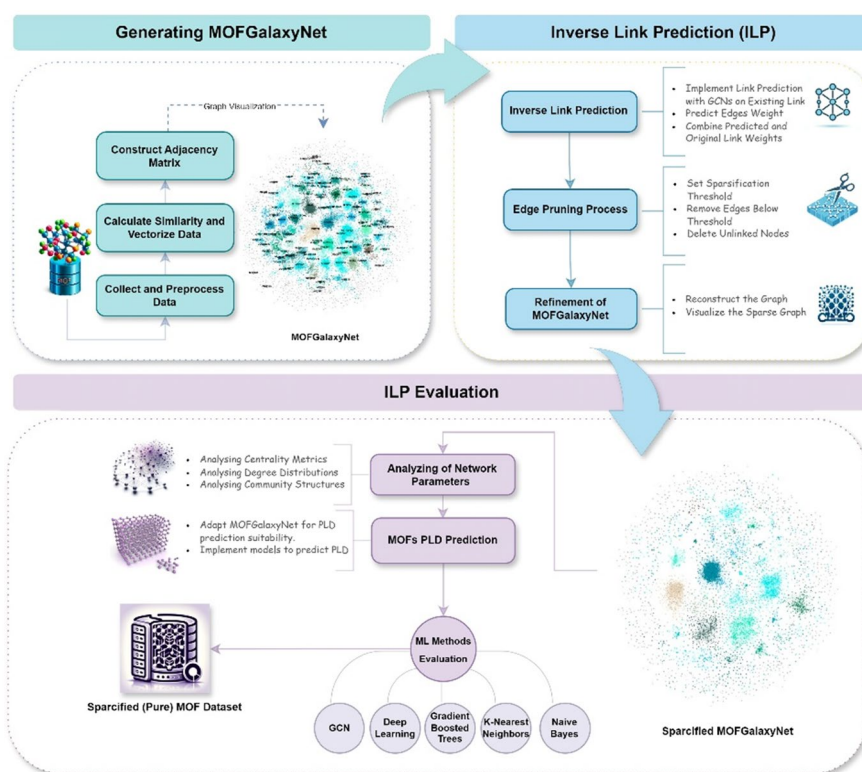 Generating MOFGalaxyNet
Inverse Link Prediction (ILP)
Graph Visualization
Construct Adjacency
Matrix
Calculate Similarity and
Vectorize Data
Collect and Preprocess
Data
MOFGalaxyNet
Inverse Link Prediction
• Implement Link Prediction
with GCNs on Existing Link
• Predict Edges Weight
• Combine Predicted and
Original Link Weights
Edge Pruning Process
• Set Sparsification
Threshold
• Remove Edges Below
Threshold
• Delete Unlinked Nodes
Refinement of
MOFGalaxyNet
• Reconstruct the Graph
• Visualize the Sparse Graph
ILP Evaluation
• Analysing Centrality Metrics
• Analysing Degree Distributions
• Analysing Community Structures
Analyzing of Network
Parameters
• Adapt MOFGalaxyNet for PLD
prediction suitability.
• Implement models to predict PLD
MOFs PLD Prediction
ML Methods
Evaluation
Sparcified (Pure) MOF Dataset
GCN
Deep
Learning
Gradient
Boosted
Trees
K-Nearest
Neighbors
Naive
Bayes
Sparcified MOFGalaxyNet